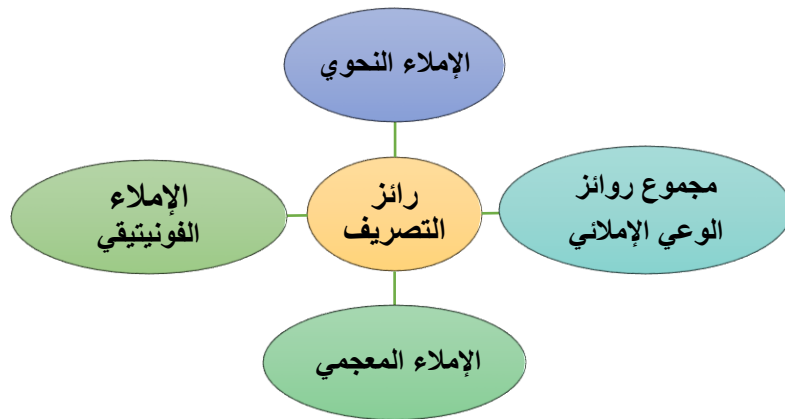 الإملاء النحوي
مجموع روائز
الوعي الإملائي
رائز
التصريف
الإملاء
الفونيتيقي
الإملاء المعجمي